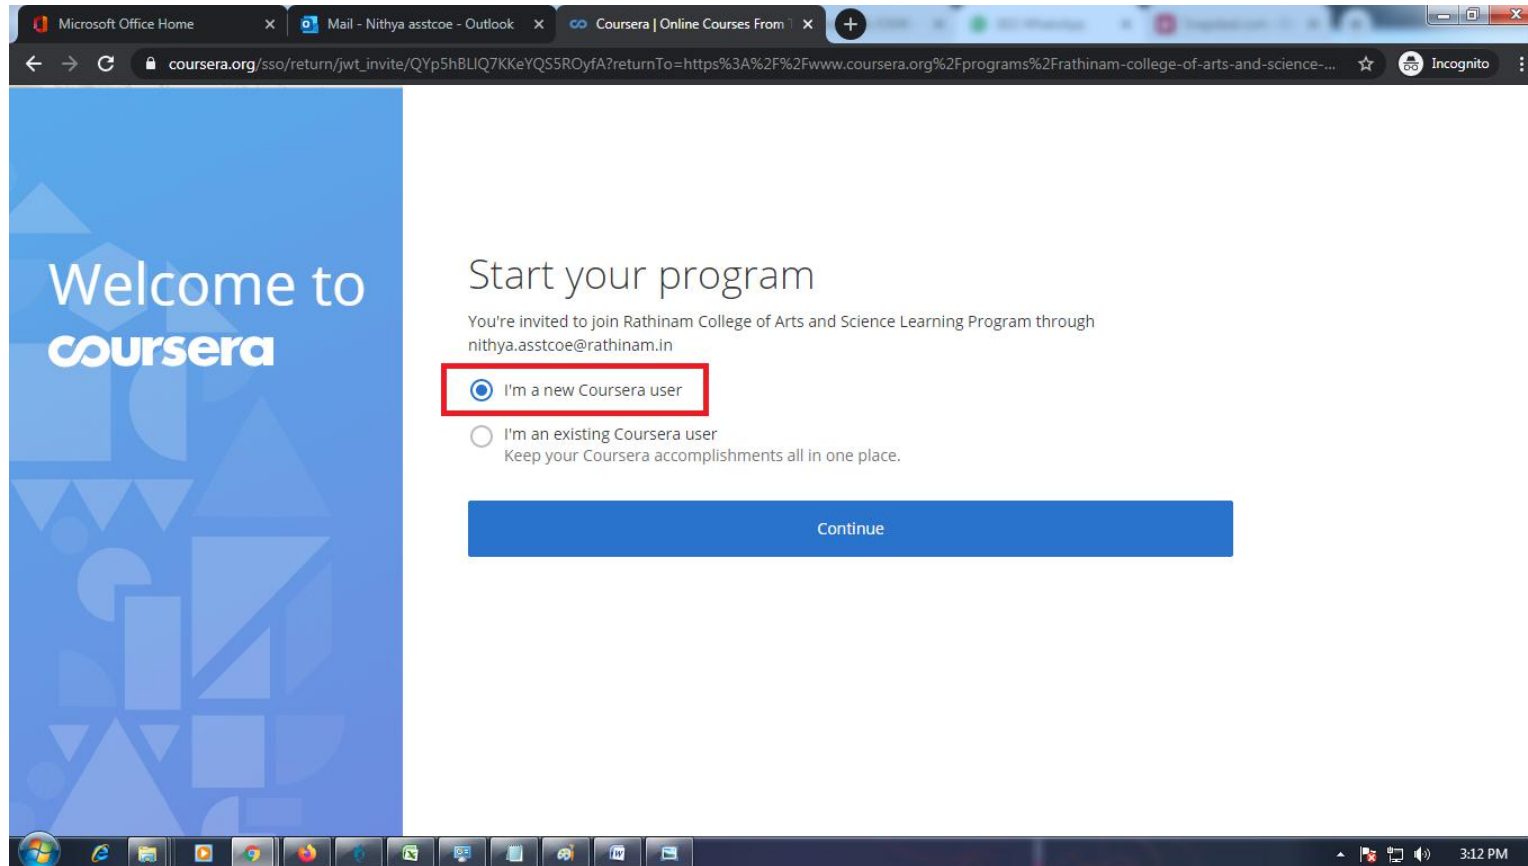 Microsoft Office Home
Mail - Nithya asstcoe - Outlook
Coursera | Online Courses From T
coursera.org/sso/return/jwt_invite/QYp5hBLIQ7KKeYQS5ROyfA?returnTo=https%3A%2F%2Fwww.coursera.org%2Fprograms%2Frathinam-college-of-arts-and-science-...
Incognito
Welcome to
coursera
Start your program
You're invited to join Rathinam College of Arts and Science Learning Program through
nithya.asstcoe@rathinam.in
I'm a new Coursera user
I'm an existing Coursera user
Keep your Coursera accomplishments all in one place.
Continue
3:12 PM